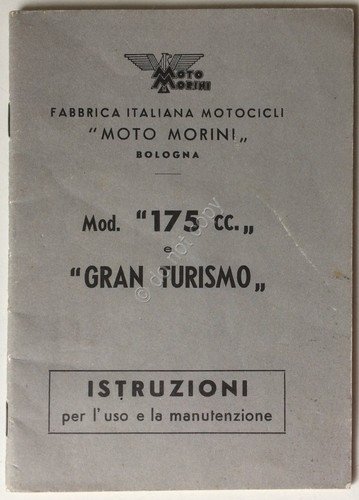 MOTO
MORINI
FABBRICA ITALIANA MOTOCICLI
"MOTO MORINI„
BOLOGNA
Mod. "175 cc.„
e
"GRAN TURISMO„
ISTRUZIONI
per l'uso e la manutenzione